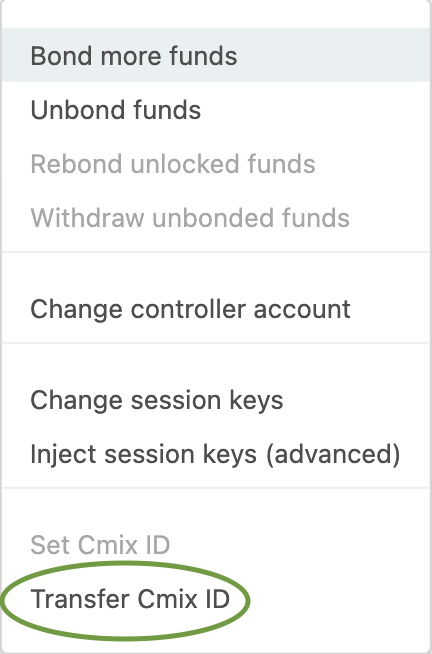 Bond more funds
Unbond funds
Rebond unlocked funds
Withdraw unbonded funds
Change controller account
Change session keys
Inject session keys (advanced)
Set Cmix ID
Transfer Cmix ID